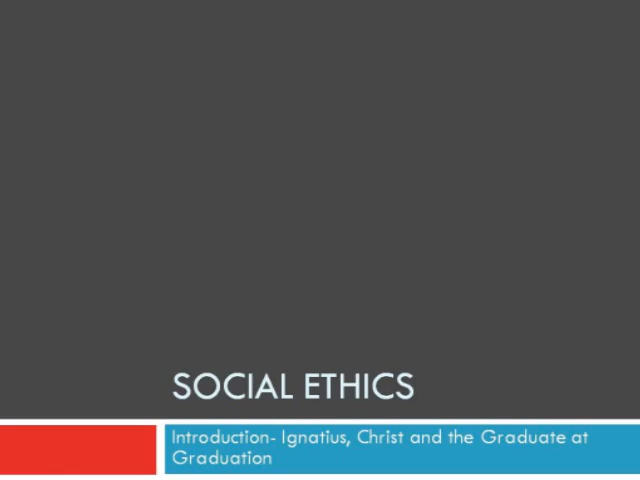 SOCIAL ETHICS
Introduction- Ignatius, Christ and the Graduate at
Graduation